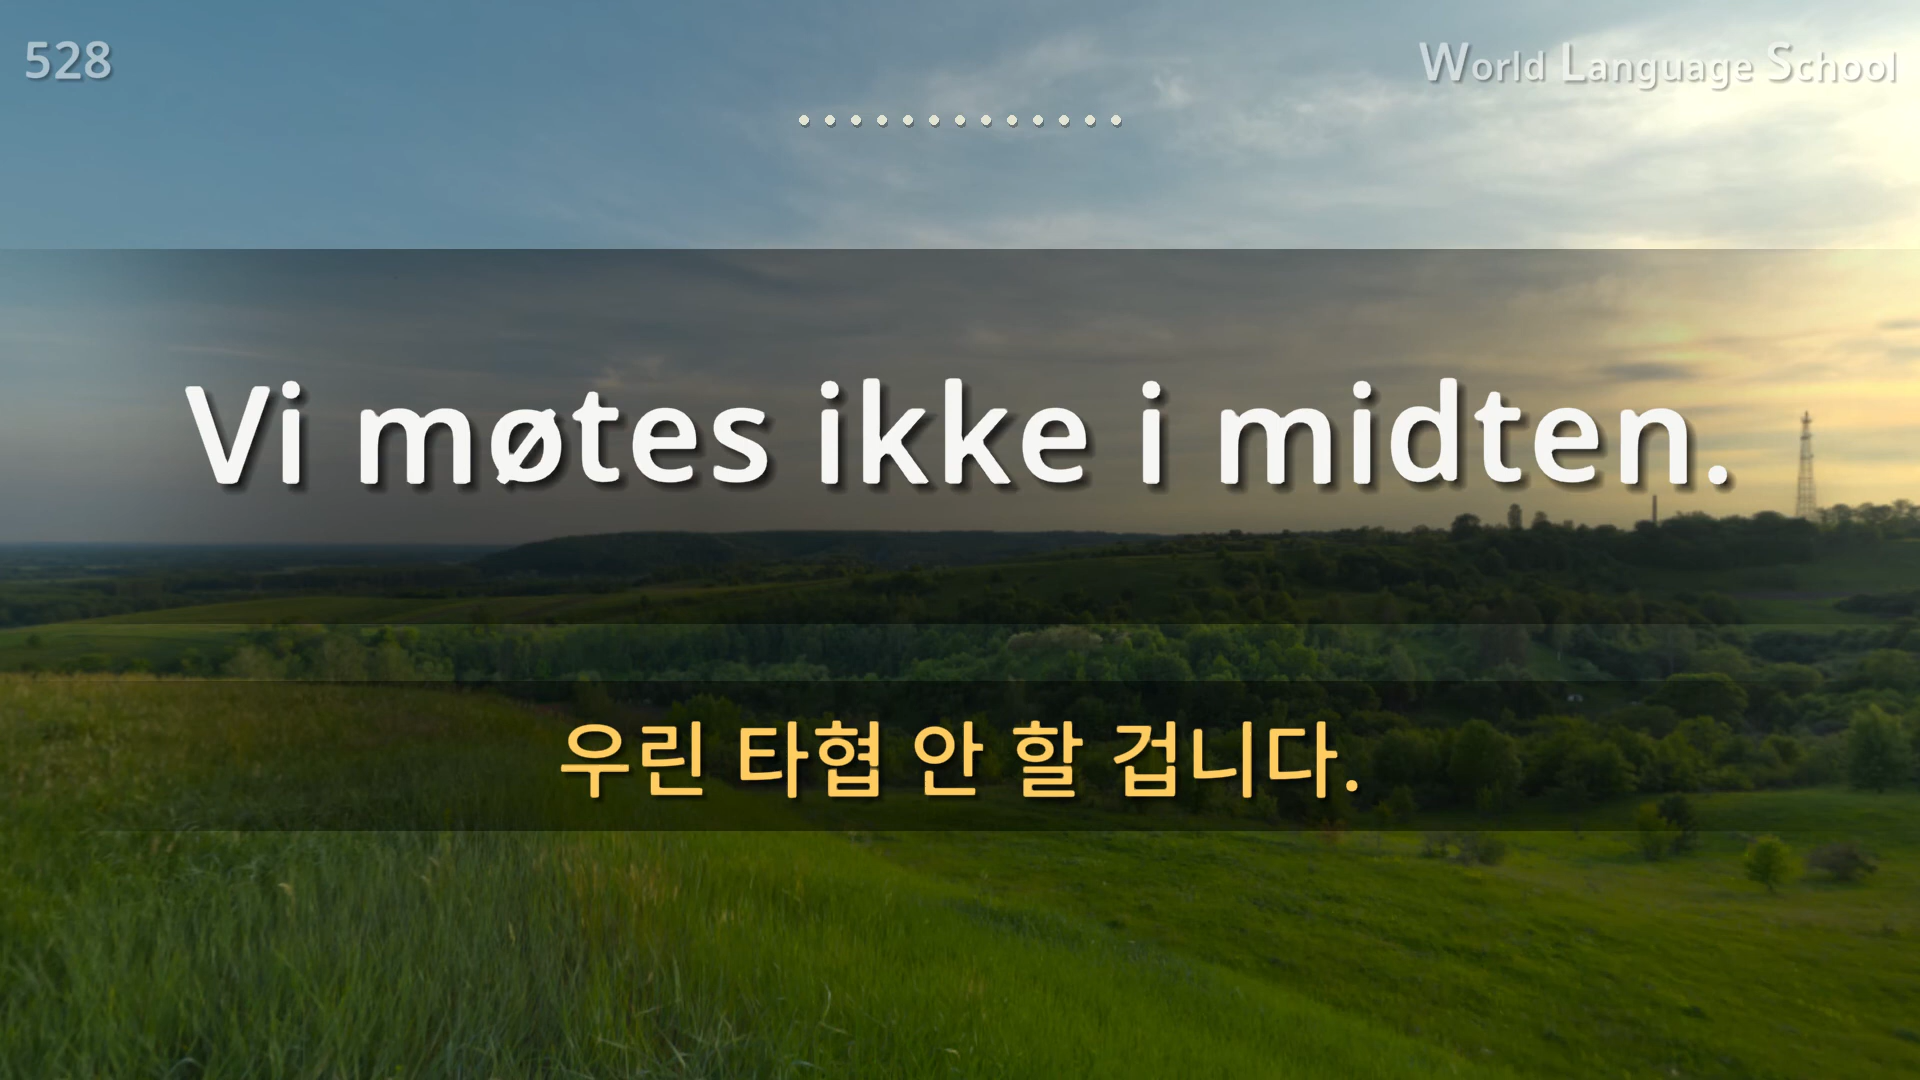 528
World Language School
Vi møtes ikke i midten.
우린 타협 안 할 겁니다.